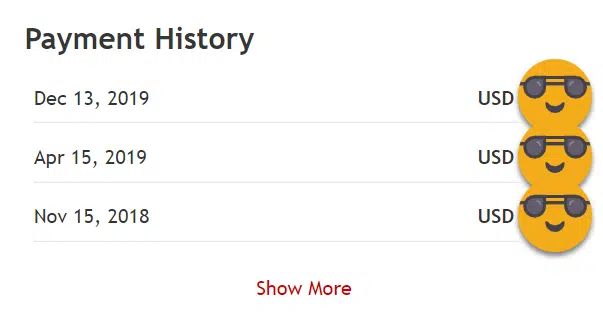 Payment History
Dec 13, 2019 USD
Apr 15, 2019 USD
Nov 15, 2018 USD
Show More